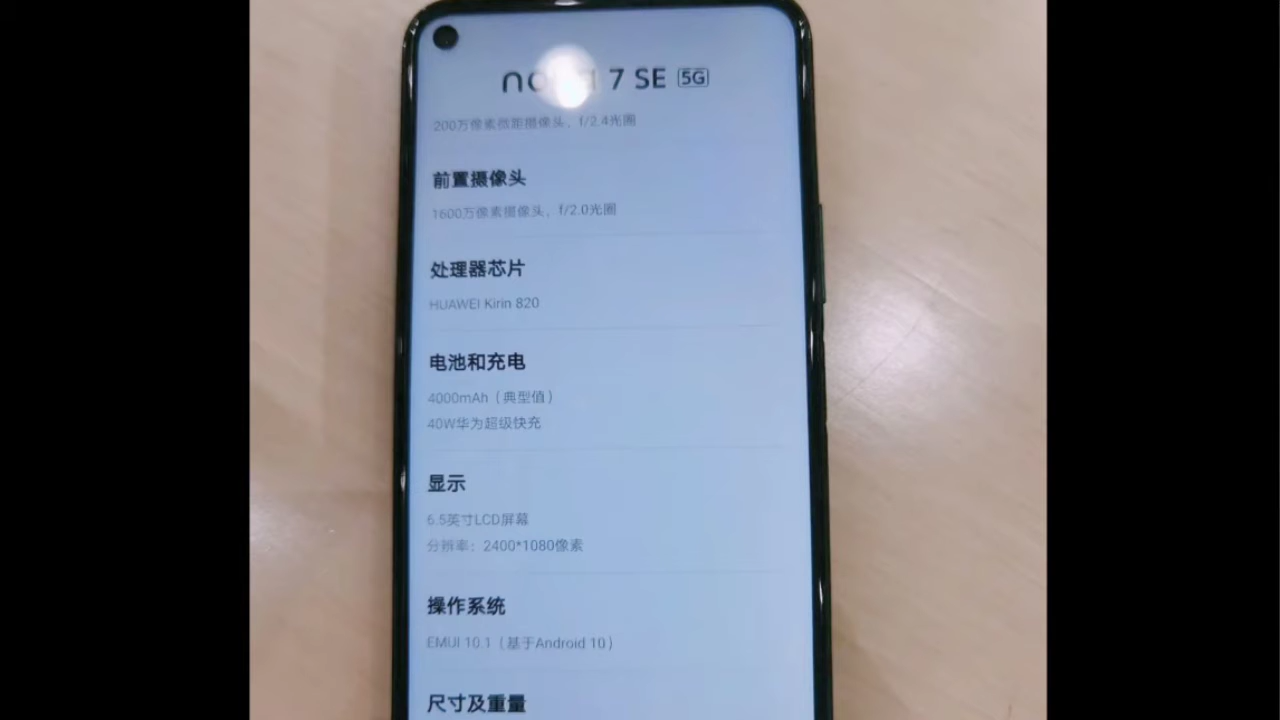 7 SE 5G
200万像素微距摄像头，f/2.4光圈
前置摄像头
1600万像素摄像头，f/2.0光圈
处理器芯片
HUAWEI Kirin 820
电池和充电
4000mAh（典型值）
40W华为超级快充
显示
6.5英寸LCD屏幕
分辨率：2400*1080像素
操作系统
EMUI 10.1（基于Android 10）
尺寸及重量